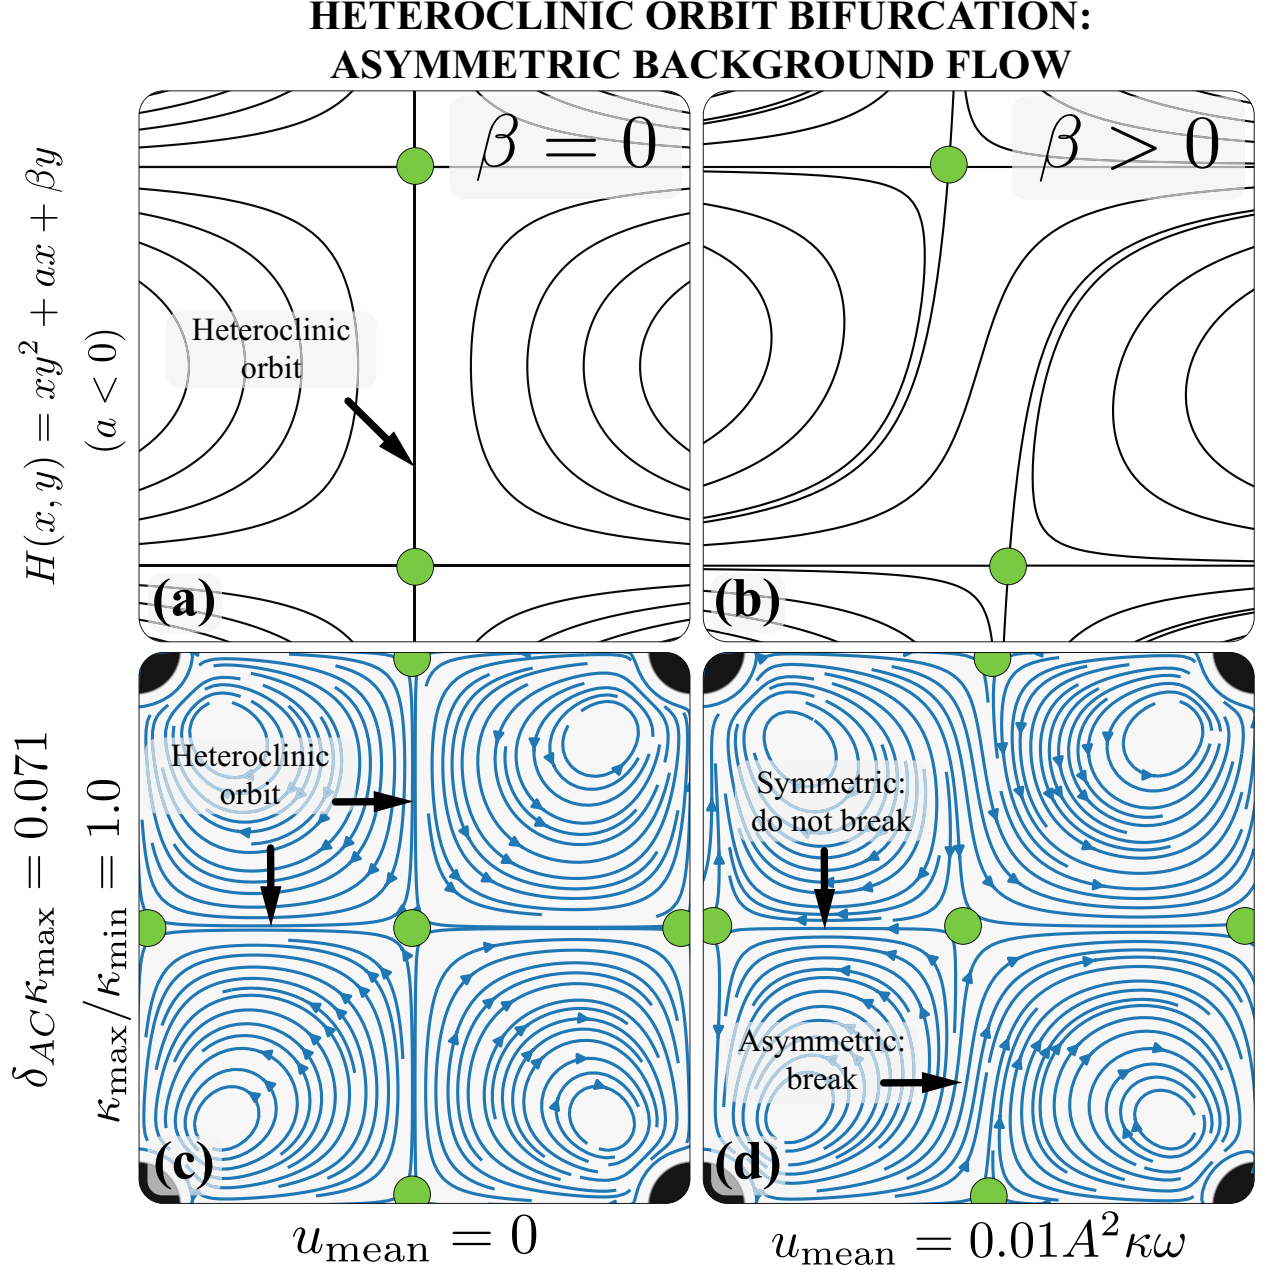 HETEROCLINIC ORBIT BIFURCATION:
ASYMMETRIC BACKGROUND FLOW
H(x, y) = xy² + ax + βy
(a < 0)
β = 0
Heteroclinic
orbit
(a)
β > 0
(b)
δ_AC κ_max = 0.071
κ_max/κ_min = 1.0
Heteroclinic
orbit
(c)
Symmetric:
do not break
Asymmetric:
break
(d)
u_mean = 0
u_mean = 0.01A²κω